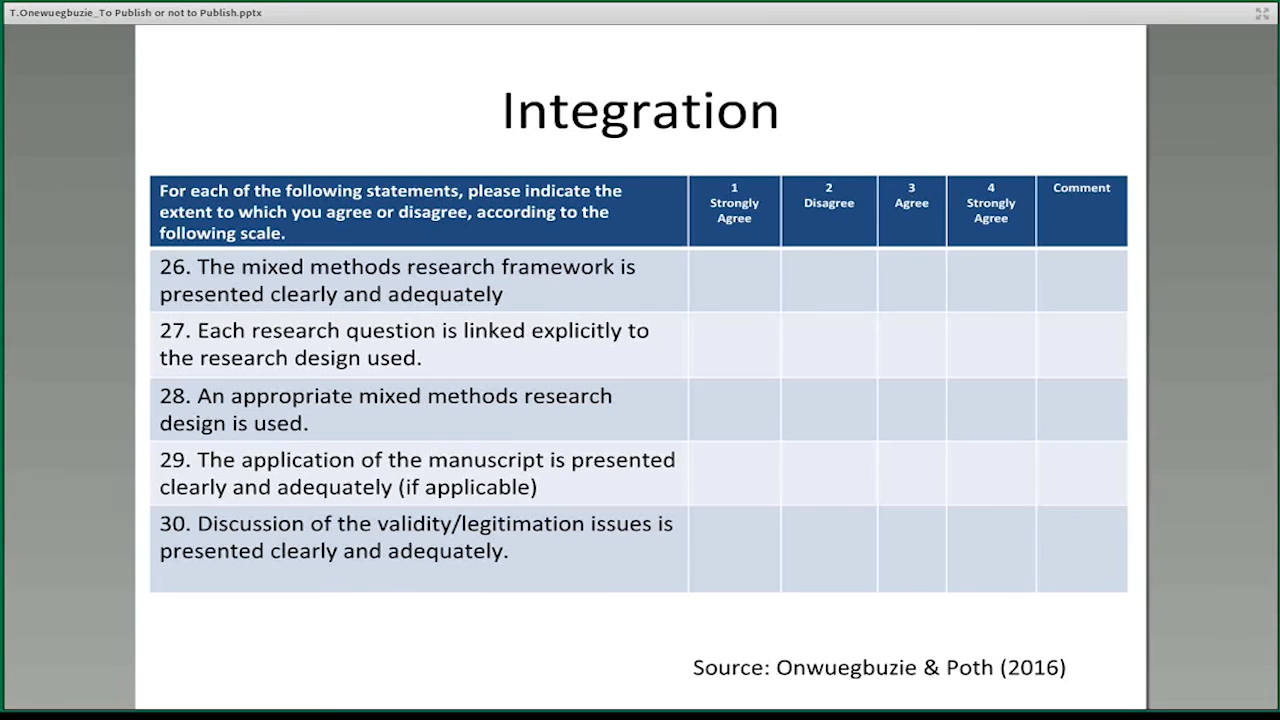 T.Onewuegbuzie_To Publish or not to Publish.pptx
Integration
For each of the following statements, please indicate the
extent to which you agree or disagree, according to the
following scale.
1
Strongly
Agree
2
Disagree
3
Agree
4
Strongly
Agree
Comment
26. The mixed methods research framework is
presented clearly and adequately
27. Each research question is linked explicitly to
the research design used.
28. An appropriate mixed methods research
design is used.
29. The application of the manuscript is presented
clearly and adequately (if applicable)
30. Discussion of the validity/legitimation issues is
presented clearly and adequately.
Source: Onwuegbuzie & Poth (2016)